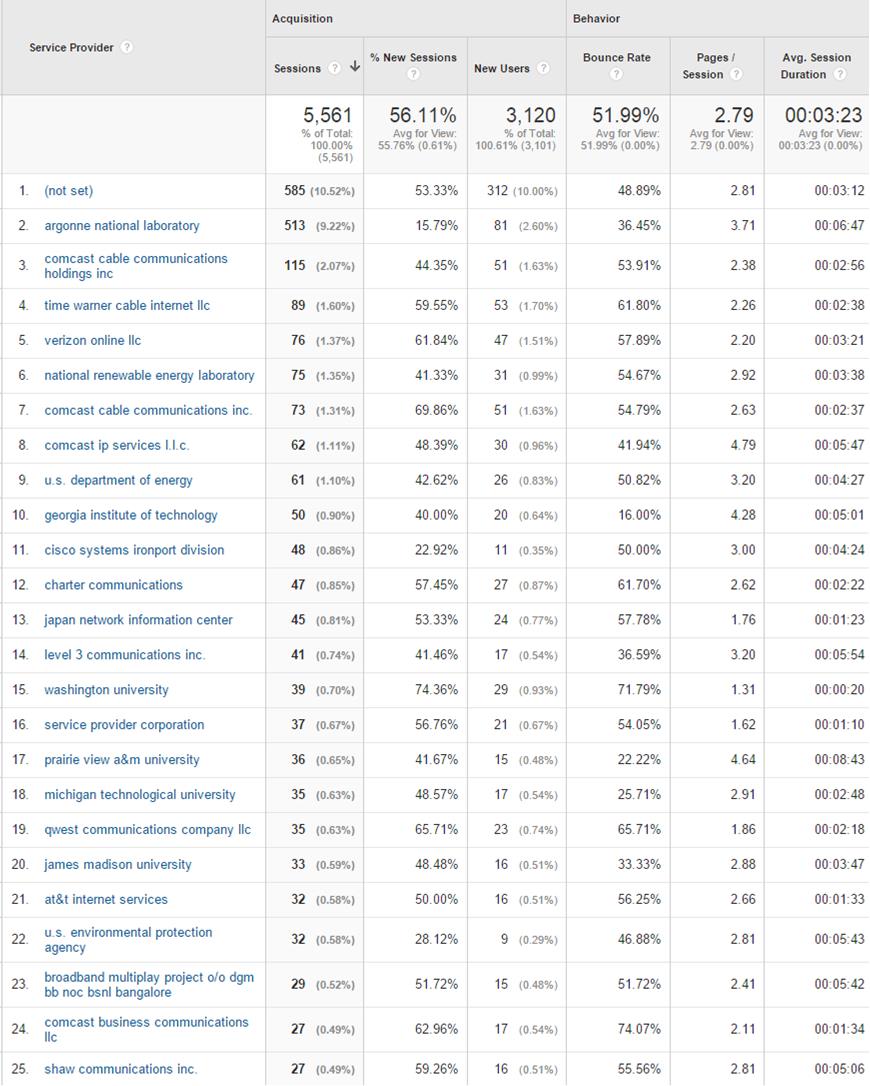 Acquisition Behavior
Service Provider ?
Sessions ? % New Sessions ? New Users ? Bounce Rate ? Pages / Session ? Avg. Session Duration ?
5,561 56.11% 3,120 51.99% 2.79 00:03:23
% of Total: 100.00% (5,561) Avg for View: 55.76% (0.61%) % of Total: 100.61% (3,101) Avg for View: 51.99% (0.00%) Avg for View: 2.79 (0.00%) Avg for View: 00:03:23 (0.00%)
1. (not set) 585 (10.52%) 53.33% 312 (10.00%) 48.89% 2.81 00:03:12
2. argonne national laboratory 513 (9.22%) 15.79% 81 (2.60%) 36.45% 3.71 00:06:47
3. comcast cable communications holdings inc 115 (2.07%) 44.35% 51 (1.63%) 53.91% 2.38 00:02:56
4. time warner cable internet llc 89 (1.60%) 59.55% 53 (1.70%) 61.80% 2.26 00:02:38
5. verizon online llc 76 (1.37%) 61.84% 47 (1.51%) 57.89% 2.20 00:03:21
6. national renewable energy laboratory 75 (1.35%) 41.33% 31 (0.99%) 54.67% 2.92 00:03:38
7. comcast cable communications inc. 73 (1.31%) 69.86% 51 (1.63%) 54.79% 2.63 00:02:37
8. comcast ip services l.l.c. 62 (1.11%) 48.39% 30 (0.96%) 41.94% 4.79 00:05:47
9. u.s. department of energy 61 (1.10%) 42.62% 26 (0.83%) 50.82% 3.20 00:04:27
10. georgia institute of technology 50 (0.90%) 40.00% 20 (0.64%) 16.00% 4.28 00:05:01
11. cisco systems ironport division 48 (0.86%) 22.92% 11 (0.35%) 50.00% 3.00 00:04:24
12. charter communications 47 (0.85%) 57.45% 27 (0.87%) 61.70% 2.62 00:02:22
13. japan network information center 45 (0.81%) 53.33% 24 (0.77%) 57.78% 1.76 00:01:23
14. level 3 communications inc. 41 (0.74%) 41.46% 17 (0.54%) 36.59% 3.20 00:05:54
15. washington university 39 (0.70%) 74.36% 29 (0.93%) 71.79% 1.31 00:00:20
16. service provider corporation 37 (0.67%) 56.76% 21 (0.67%) 54.05% 1.62 00:01:10
17. prairie view a&m university 36 (0.65%) 41.67% 15 (0.48%) 22.22% 4.64 00:08:43
18. michigan technological university 35 (0.63%) 48.57% 17 (0.54%) 25.71% 2.91 00:02:48
19. qwest communications company llc 35 (0.63%) 65.71% 23 (0.74%) 65.71% 1.86 00:02:18
20. james madison university 33 (0.59%) 48.48% 16 (0.51%) 33.33% 2.88 00:03:47
21. at&t internet services 32 (0.58%) 50.00% 16 (0.51%) 56.25% 2.66 00:01:33
22. u.s. environmental protection agency 32 (0.58%) 28.12% 9 (0.29%) 46.88% 2.81 00:05:43
23. broadband multiplay project o/o dgm bb noc bsnl bangalore 29 (0.52%) 51.72% 15 (0.48%) 51.72% 2.41 00:05:42
24. comcast business communications llc 27 (0.49%) 62.96% 17 (0.54%) 74.07% 2.11 00:01:34
25. shaw communications inc. 27 (0.49%) 59.26% 16 (0.51%) 55.56% 2.81 00:05:06